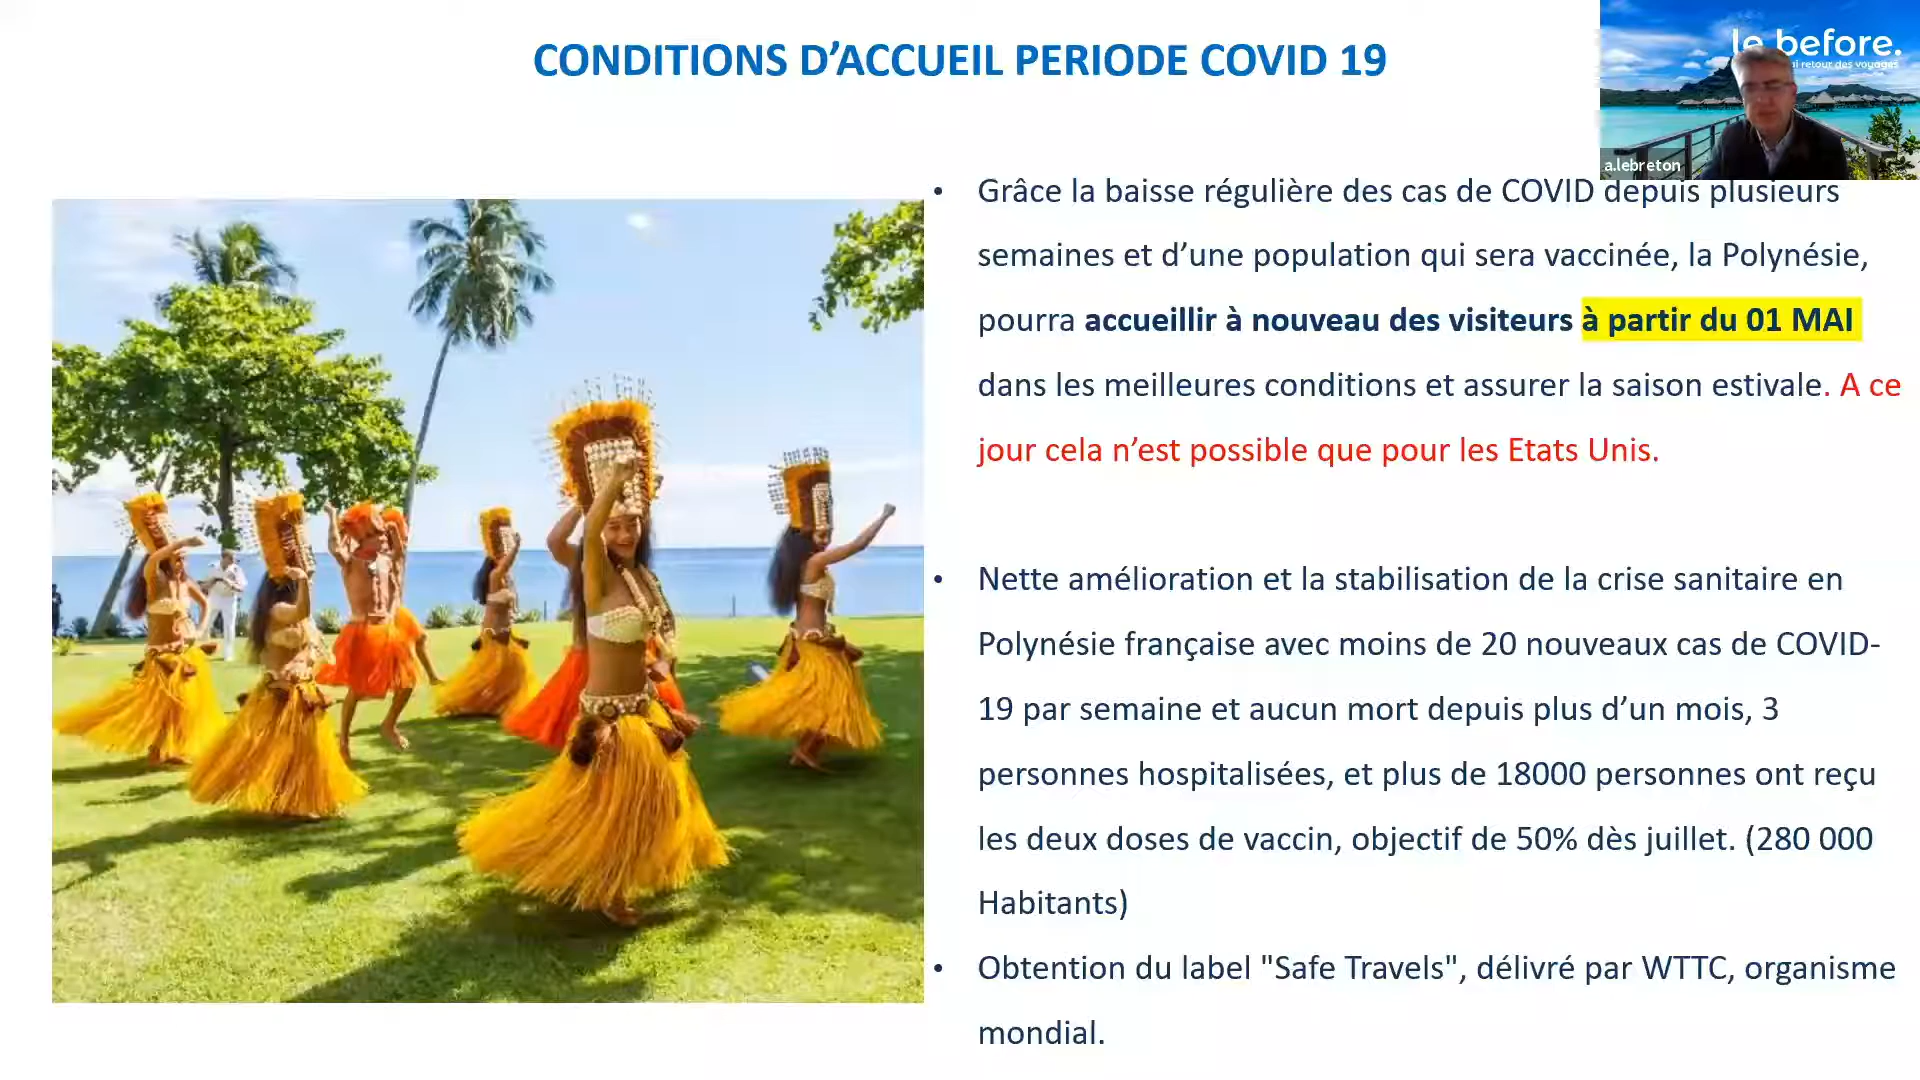 CONDITIONS D’ACCUEIL PERIODE COVID 19
le before.
ai retour des voyages
a.lebreton
• Grâce la baisse régulière des cas de COVID depuis plusieurs
semaines et d’une population qui sera vaccinée, la Polynésie,
pourra accueillir à nouveau des visiteurs à partir du 01 MAI
dans les meilleures conditions et assurer la saison estivale. A ce
jour cela n’est possible que pour les Etats Unis.
• Nette amélioration et la stabilisation de la crise sanitaire en
Polynésie française avec moins de 20 nouveaux cas de COVID-
19 par semaine et aucun mort depuis plus d’un mois, 3
personnes hospitalisées, et plus de 18000 personnes ont reçu
les deux doses de vaccin, objectif de 50% dès juillet. (280 000
Habitants)
• Obtention du label "Safe Travels", délivré par WTTC, organisme
mondial.